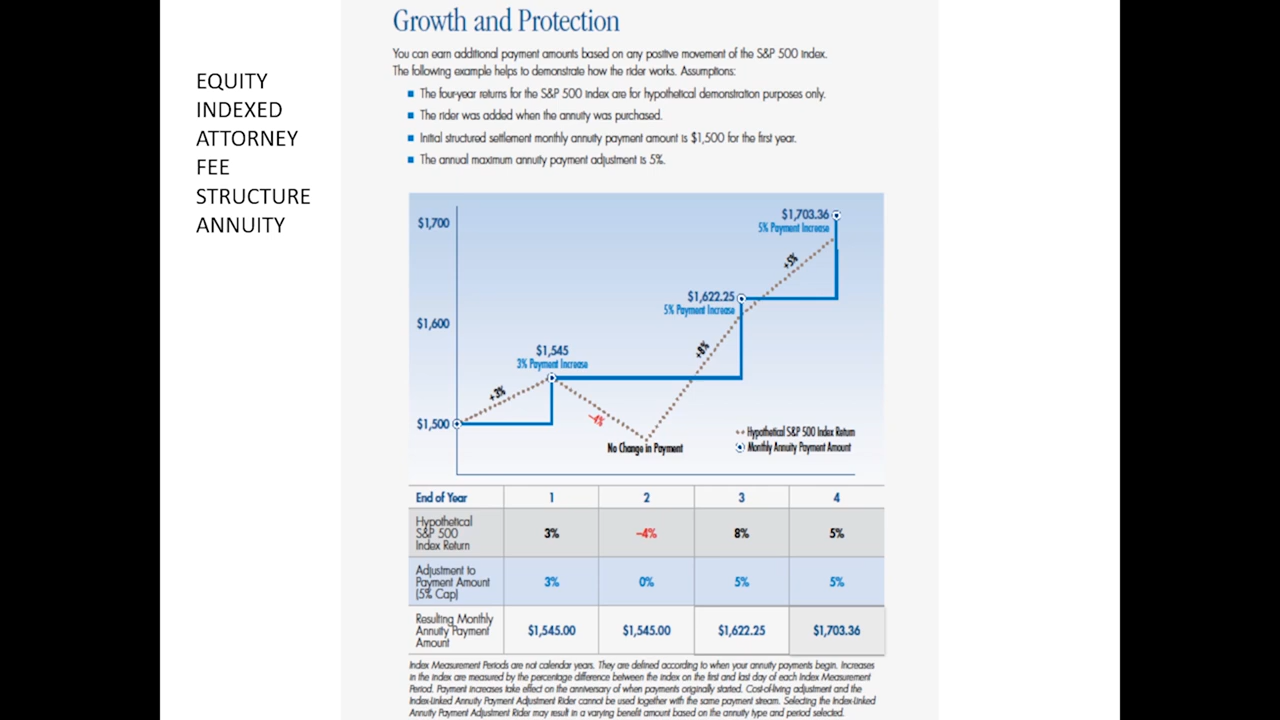 Growth and Protection
You can earn additional payment amounts based on any positive movement of the S&P 500 index.
The following example helps to demonstrate how the rider works. Assumptions:
■ The four-year returns for the S&P 500 index are for hypothetical demonstration purposes only.
■ The rider was added when the annuity was purchased.
■ Initial structured settlement monthly annuity payment amount is $1,500 for the first year.
■ The annual maximum annuity payment adjustment is 5%.
EQUITY
INDEXED
ATTORNEY
FEE
STRUCTURE
ANNUITY
$1,700
$1,600
$1,500
+3%
$1,545
3% Payment Increase
-4%
No Change in Payment
+8%
$1,622.25
5% Payment Increase
+5%
$1,703.36
5% Payment Increase
Hypothetical S&P 500 Index Return
Monthly Annuity Payment Amount
End of Year 1 2 3 4
Hypothetical
S&P 500
Index Return
3% –4% 8% 5%
Adjustment to
Payment Amount
(5% Cap)
3% 0% 5% 5%
Resulting Monthly
Annuity Payment
Amount
$1,545.00 $1,545.00 $1,622.25 $1,703.36
Index Measurement Periods are not calendar years. They are defined according to when your annuity payments begin. Increases
in the index are measured by the percentage difference between the index on the first and last day of each Index Measurement
Period. Payment increases take effect on the anniversary of when payments originally started. Cost-of-living adjustment and the
Index-Linked Annuity Payment Adjustment Rider cannot be used together with the same payment stream. Selecting the Index-Linked
Annuity Payment Adjustment Rider may result in a varying benefit amount based on the annuity type and period selected.